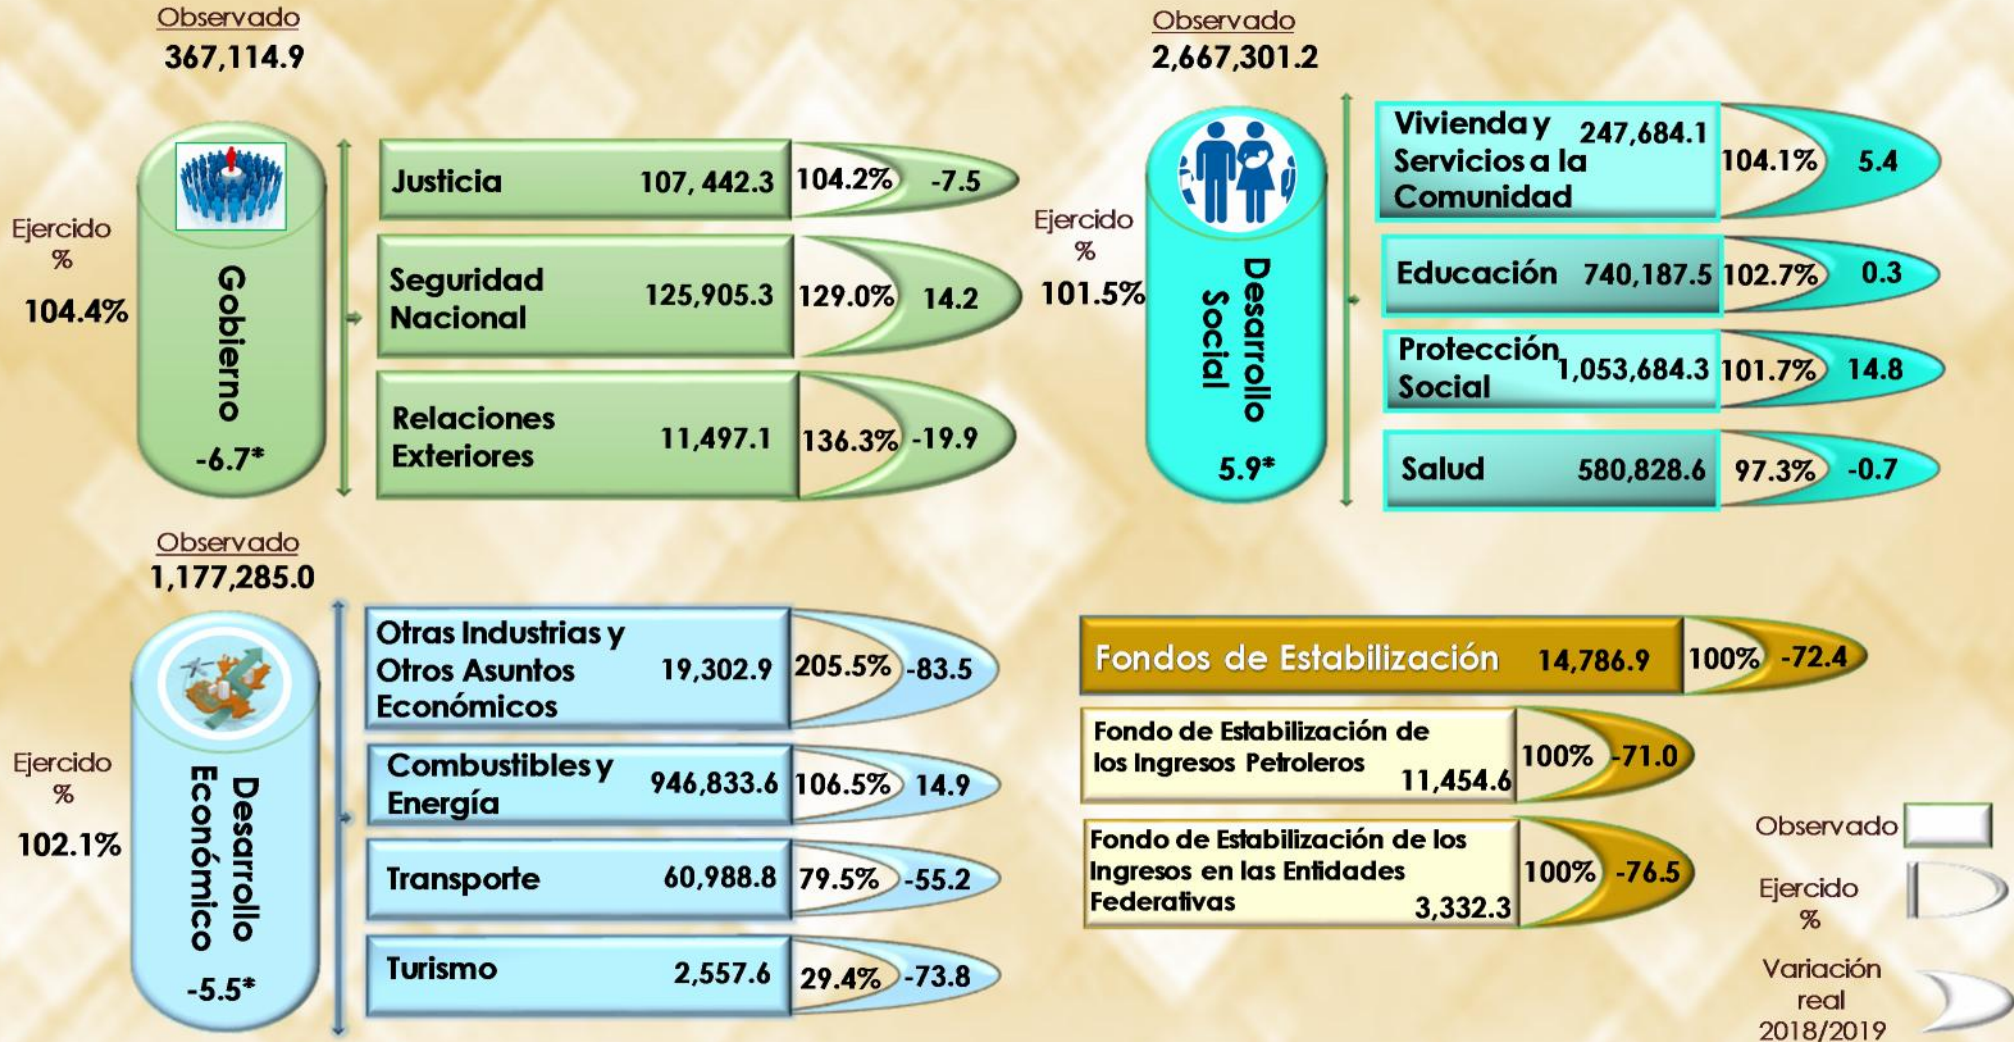 Observado
367,114.9
Ejercido
%
104.4%
Gobierno
-6.7*
Justicia 107, 442.3 104.2% -7.5
Seguridad
Nacional 125,905.3 129.0% 14.2
Relaciones
Exteriores 11,497.1 136.3% -19.9
Observado
2,667,301.2
Ejercido
%
101.5%
Desarrollo
Social
5.9*
Vivienda y 247,684.1
Servicios a la
Comunidad
104.1% 5.4
Educación 740,187.5 102.7% 0.3
Protección
Social 1,053,684.3 101.7% 14.8
Salud 580,828.6 97.3% -0.7
Observado
1,177,285.0
Ejercido
%
102.1%
Desarrollo
Económico
-5.5*
Otras Industrias y
Otros Asuntos 19,302.9 205.5% -83.5
Económicos
Combustibles y
Energía 946,833.6 106.5% 14.9
Transporte 60,988.8 79.5% -55.2
Turismo 2,557.6 29.4% -73.8
Fondos de Estabilización 14,786.9 100% -72.4
Fondo de Estabilización de
los Ingresos Petroleros
11,454.6 100% -71.0
Fondo de Estabilización de los
Ingresos en las Entidades
Federativas 3,332.3 100% -76.5
Observado
Ejercido
%
Variación
real
2018/2019